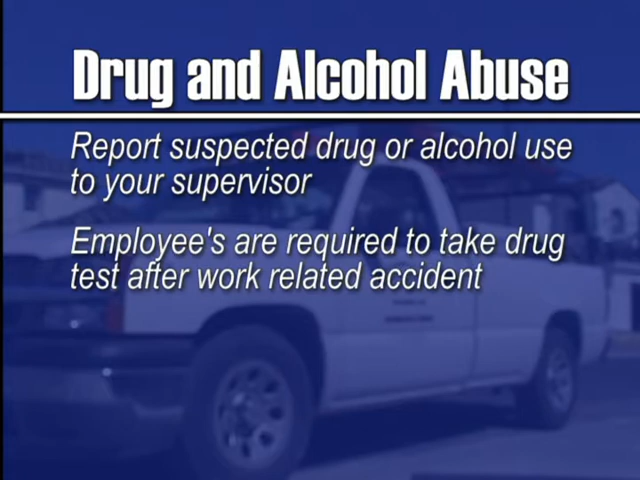 Drug and Alcohol Abuse
Report suspected drug or alcohol use
to your supervisor
Employee's are required to take drug
test after work related accident